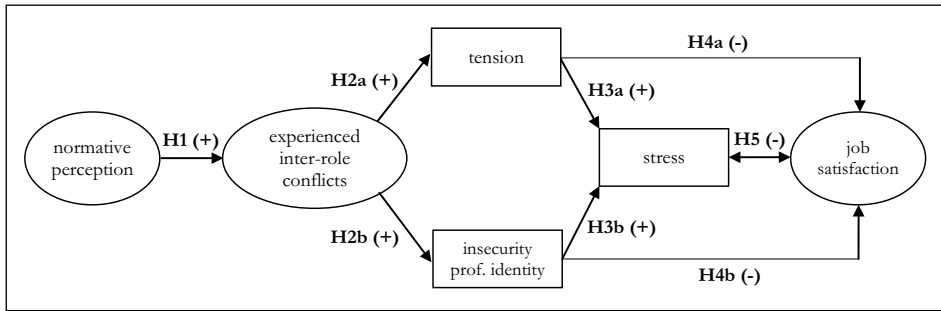 H4a (-)
tension
H2a (+)
H3a (+)
H1 (+)
normative
perception
experienced
inter-role
conflicts
stress
H5 (-)
job
satisfaction
H2b (+)
H3b (+)
insecurity
prof. identity
H4b (-)